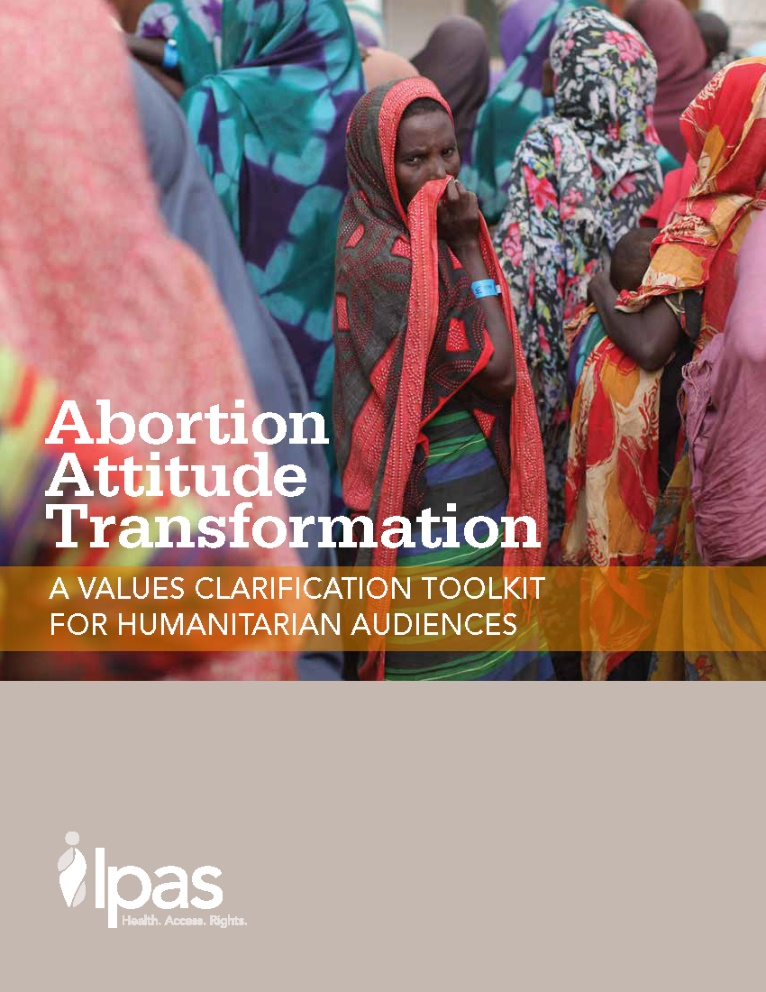 Abortion
Attitude
Transformation
A VALUES CLARIFICATION TOOLKIT
FOR HUMANITARIAN AUDIENCES
Ipas
Health. Access. Rights.